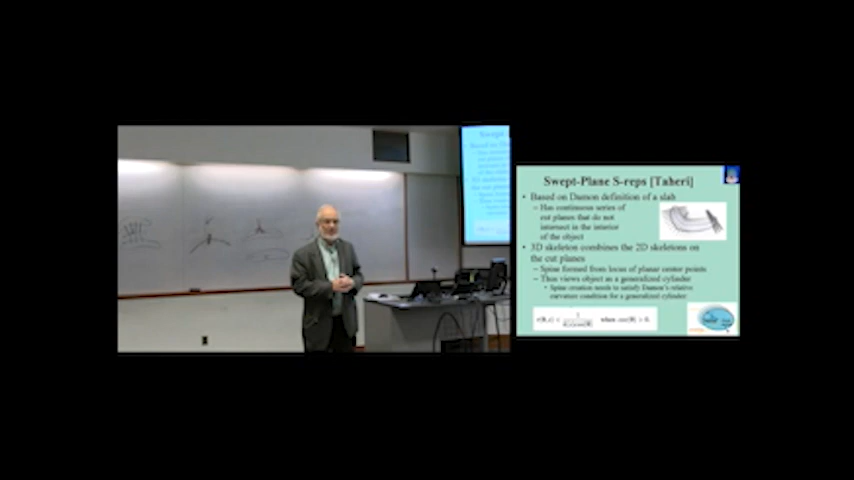 Swept-Plane S-reps [Taheri]
• Based on Damon definition of a slab
– Has continuous series of
cut planes that do not
intersect in the interior
of the object
• 3D skeleton combines the 2D skeletons on
the cut planes
– Spine formed from locus of planar center points
– Thus views object as a generalized cylinder
• Spine creation needs to satisfy Damon's relative
curvature condition for a generalized cylinder
when cos(θ) > 0.